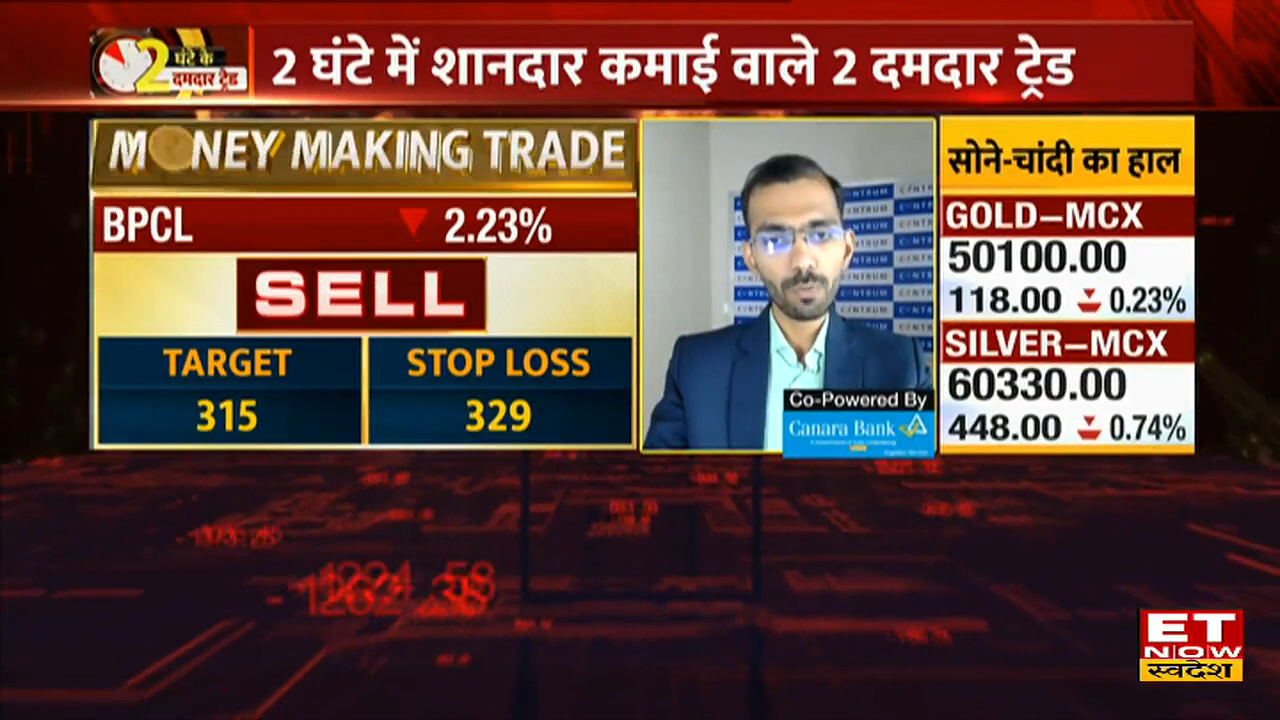 2 घंटे के
दमदार ट्रेड
2 घंटे में शानदार कमाई वाले 2 दमदार ट्रेड
MONEY MAKING TRADE
BPCL ▼ 2.23%
SELL
TARGET
315
STOP LOSS
329
CENTRUM
Co-Powered By
Canara Bank
सोने-चांदी का हाल
GOLD–MCX
50100.00
118.00 0.23%
SILVER–MCX
60330.00
448.00 0.74%
ET
NOW
स्वदेश